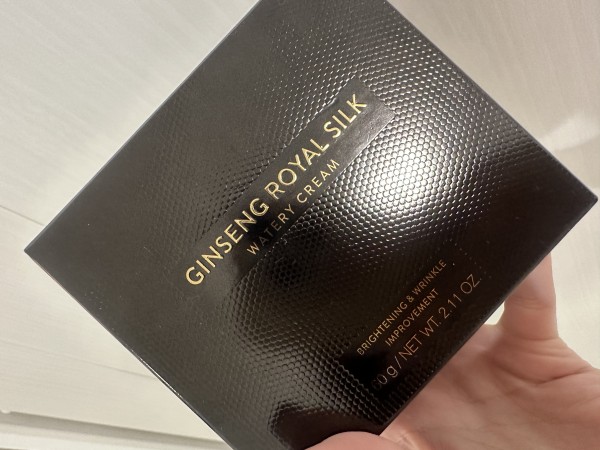 GINSENG ROYAL SILK
WATERY CREAM
BRIGHTENING & WRINKLE
IMPROVEMENT
g / NET WT. 2.11 OZ.